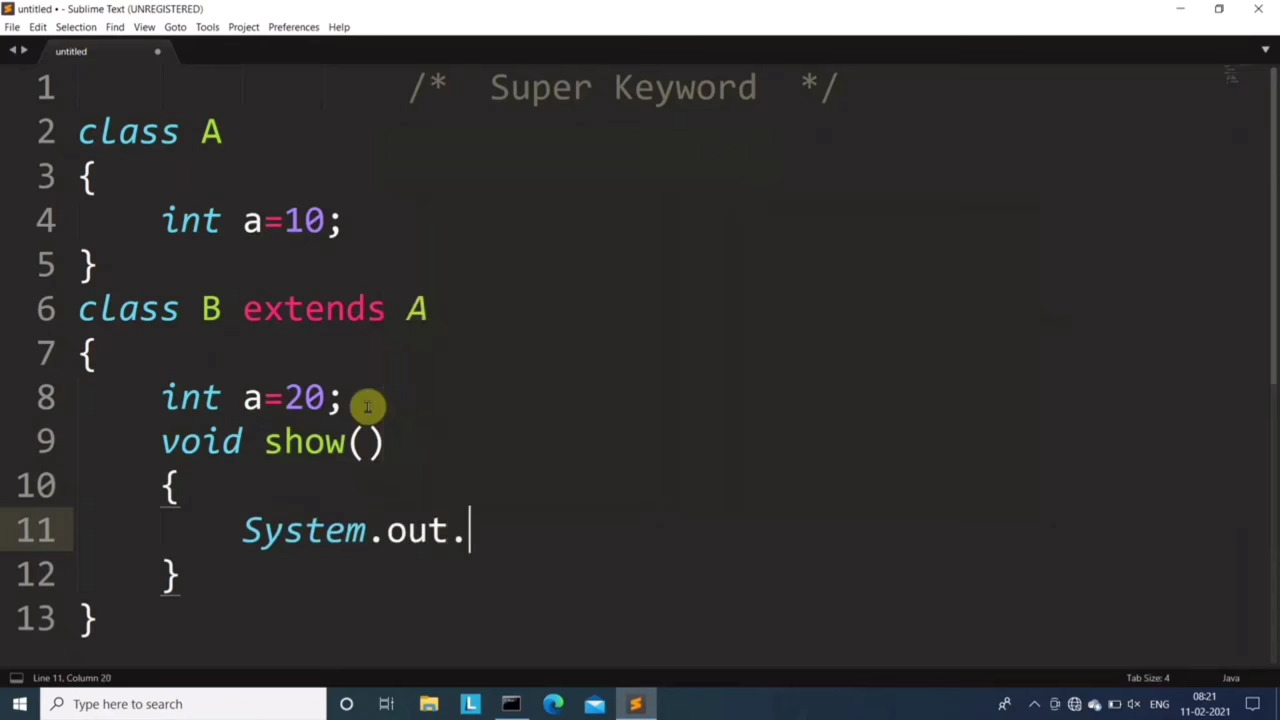 untitled • - Sublime Text (UNREGISTERED)
File Edit Selection Find View Goto Tools Project Preferences Help
untitled
1 /* Super Keyword */
2 class A
3 {
4 int a=10;
5 }
6 class B extends A
7 {
8 int a=20;
9 void show()
10 {
11 System.out.
12 }
13 }
Line 11, Column 20 Tab Size: 4 Java
Type here to search L ENG 08:21
11-02-2021